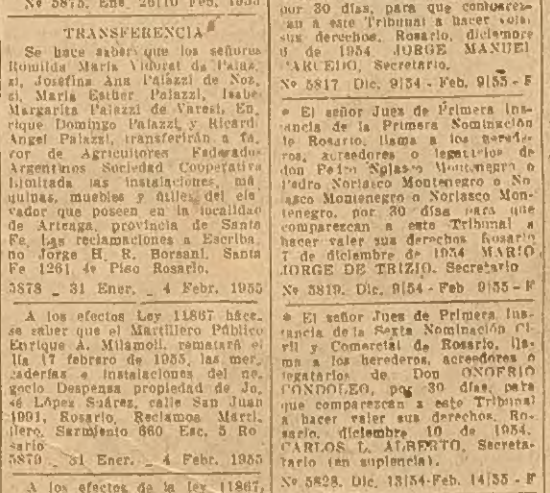 Nº 5875. Ene. 26|10 Feb. 1955
TRANSFERENCIA
Se hace saber que los señores
Romilda María Vidoret de Palaz
zi, Josefina Ana Palazzi de Noz
zi, María Esther Palazzi, Isabel
Margarita Palazzi de Varesi, En
rique Domingo Palazzi, y Ricard
Angel Palazzi, transferirán a fa
vor de Agricultores Federados
Argentinos Sociedad Cooperativa
Limitada las instalaciones, má
quinas, muebles y útiles del ele
vador que poseen en la localidad
de Arteaga, provincia de Santa
Fe. Las reclamaciones a Escriba
no Jorge H. R. Borsani. Santa
Fe 1261, 4º Piso Rosario.
5878 _ 31 Ener. _ 4 Febr. 1955
A los efectos Ley 11867 háce.
se saber que el Martillero Público
Enrique A. Milamoli. rematará el
día 17 febrero de 1955, las mer.
caderías e instalaciones del ne.
gocio Despensa propiedad de Jo.
sé López Suárez, calle San Juan
1991, Rosario, Reclamos Marti.
llero, Sarmiento 660 Esc. 5 Ro
sario
5879 _ 31 Ener. _ 4 Febr. 1955
A los efectos de la ley 11867,
por 30 días, para que comparez-
an a este Tribunal a hacer valer
sus derechos. Rosario, diciembre
6 de 1954. JORGE MANUEL
ARCEDO, Secretario.
Nº 5817 Dic. 9|54 - Feb. 9|55 - F
* El señor Juez de Primera Ins-
tancia de la Primera Nominación
de Rosario, llama a los herede-
ros, acreedores o legatarios de
don Pedro Nolasco Montenegro o
Pedro Norlasco Montenegro o No
lasco Montenegro o Norlasco Mon-
tenegro, por 30 días para que
comparezcan a este Tribunal a
hacer valer sus derechos Rosario
7 de diciembre de 1954 MARIO
JORGE DE TRIZIO. Secretario
Nº 5819. Dic. 9|54 - Feb 9|55 - F
* El señor Juez de Primera Ins-
tancia de la Sexta Nominación Ci-
vil y Comercial de Rosario, lla-
ma a los herederos, acreedores o
legatarios de Don ONOFRIO
CONDOLEO, por 30 días, para
que comparezcan a este Tribunal
a hacer valer sus derechos. Ro-
sario, diciembre 10 de 1954.
CARLOS L. ALBERTO, Secreta-
rario (en suplencia).
Nº 5828. Dic. 13|54-Feb. 14|55 - F